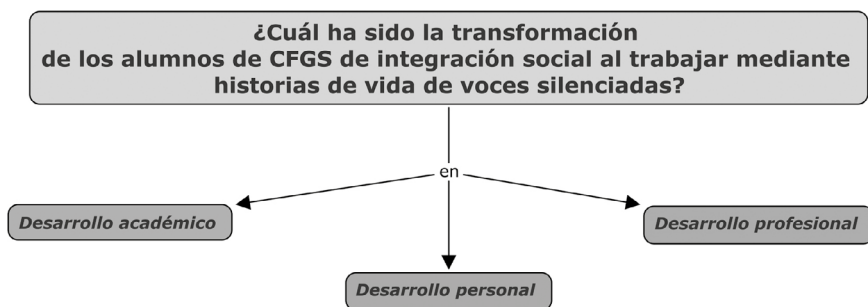 ¿Cuál ha sido la transformación
de los alumnos de CFGS de integración social al trabajar mediante
historias de vida de voces silenciadas?
en
Desarrollo académico
Desarrollo profesional
Desarrollo personal